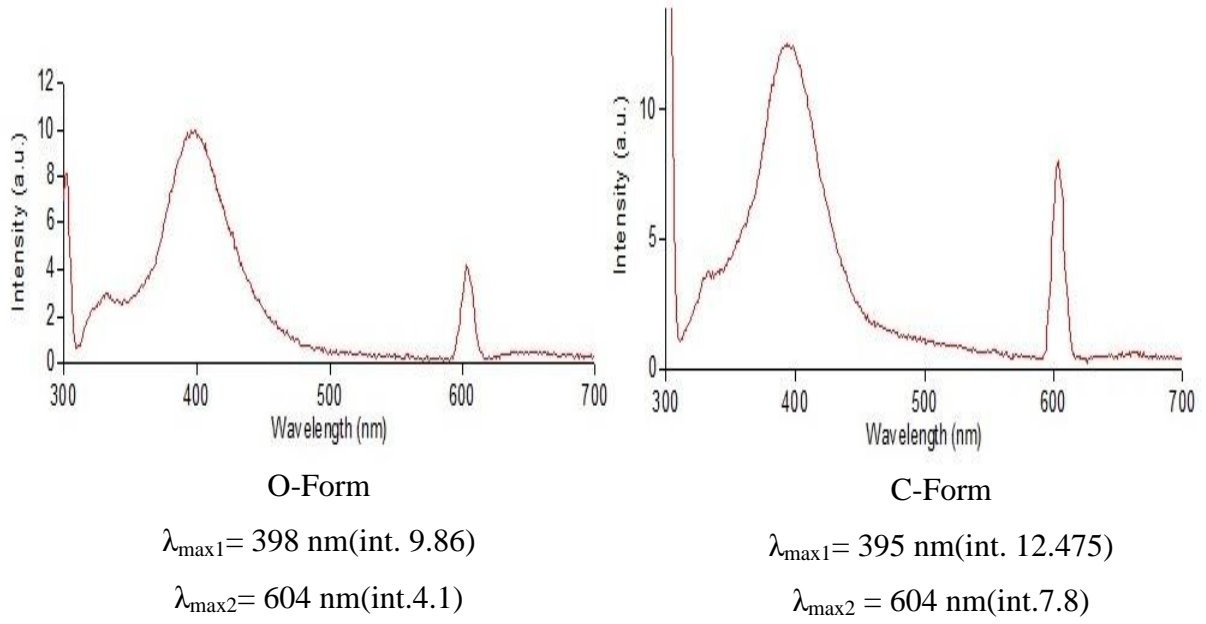 Intensity (a.u.)
12
10
8
6
4
2
0
300
400
500
600
700
Wavelength (nm)
O-Form
λmax1= 398 nm(int. 9.86)
λmax2= 604 nm(int.4.1)
Intensity (a.u.)
10
5
0
300
400
500
600
700
Wavelength (nm)
C-Form
λmax1= 395 nm(int. 12.475)
λmax2 = 604 nm(int.7.8)